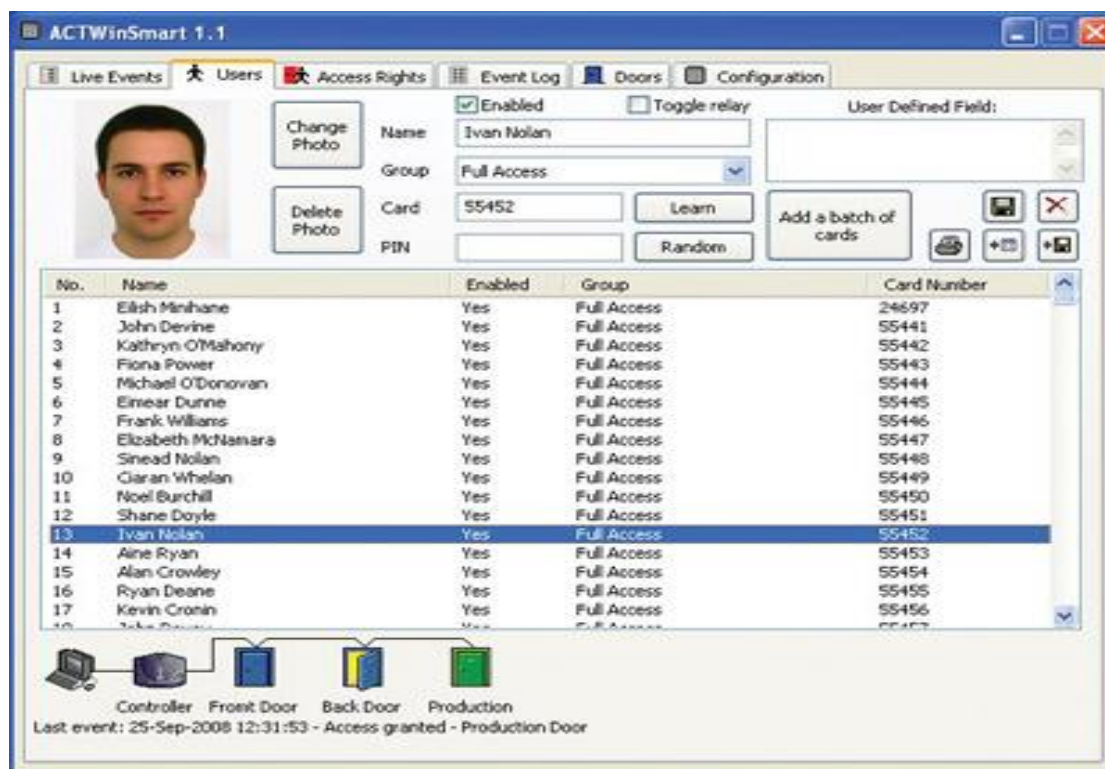 ACTWinSmart 1.1
Live Events Users Access Rights Event Log Doors Configuration
Enabled Toggle relay User Defined Field:
Change Photo Name Ivan Nolan
Group Full Access
Delete Photo Card 55452 Learn Add a batch of cards
PIN Random
No. Name Enabled Group Card Number
1 Eilish Minihane Yes Full Access 24697
2 John Devine Yes Full Access 55441
3 Kathryn O'Mahony Yes Full Access 55442
4 Fiona Power Yes Full Access 55443
5 Michael O'Donovan Yes Full Access 55444
6 Eimear Dunne Yes Full Access 55445
7 Frank Williams Yes Full Access 55446
8 Elizabeth McNamara Yes Full Access 55447
9 Sinead Nolan Yes Full Access 55448
10 Ciaran Whelan Yes Full Access 55449
11 Noel Burchill Yes Full Access 55450
12 Shane Doyle Yes Full Access 55451
13 Ivan Nolan Yes Full Access 55452
14 Aine Ryan Yes Full Access 55453
15 Alan Crowley Yes Full Access 55454
16 Ryan Deane Yes Full Access 55455
17 Kevin Cronin Yes Full Access 55456
Controller Front Door Back Door Production
Last event: 25-Sep-2008 12:31:53 - Access granted - Production Door